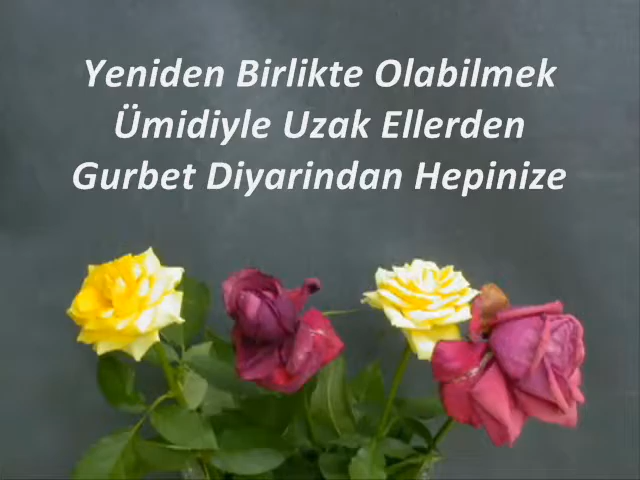 Yeniden Birlikte Olabilmek
Ümidiyle Uzak Ellerden
Gurbet Diyarindan Hepinize